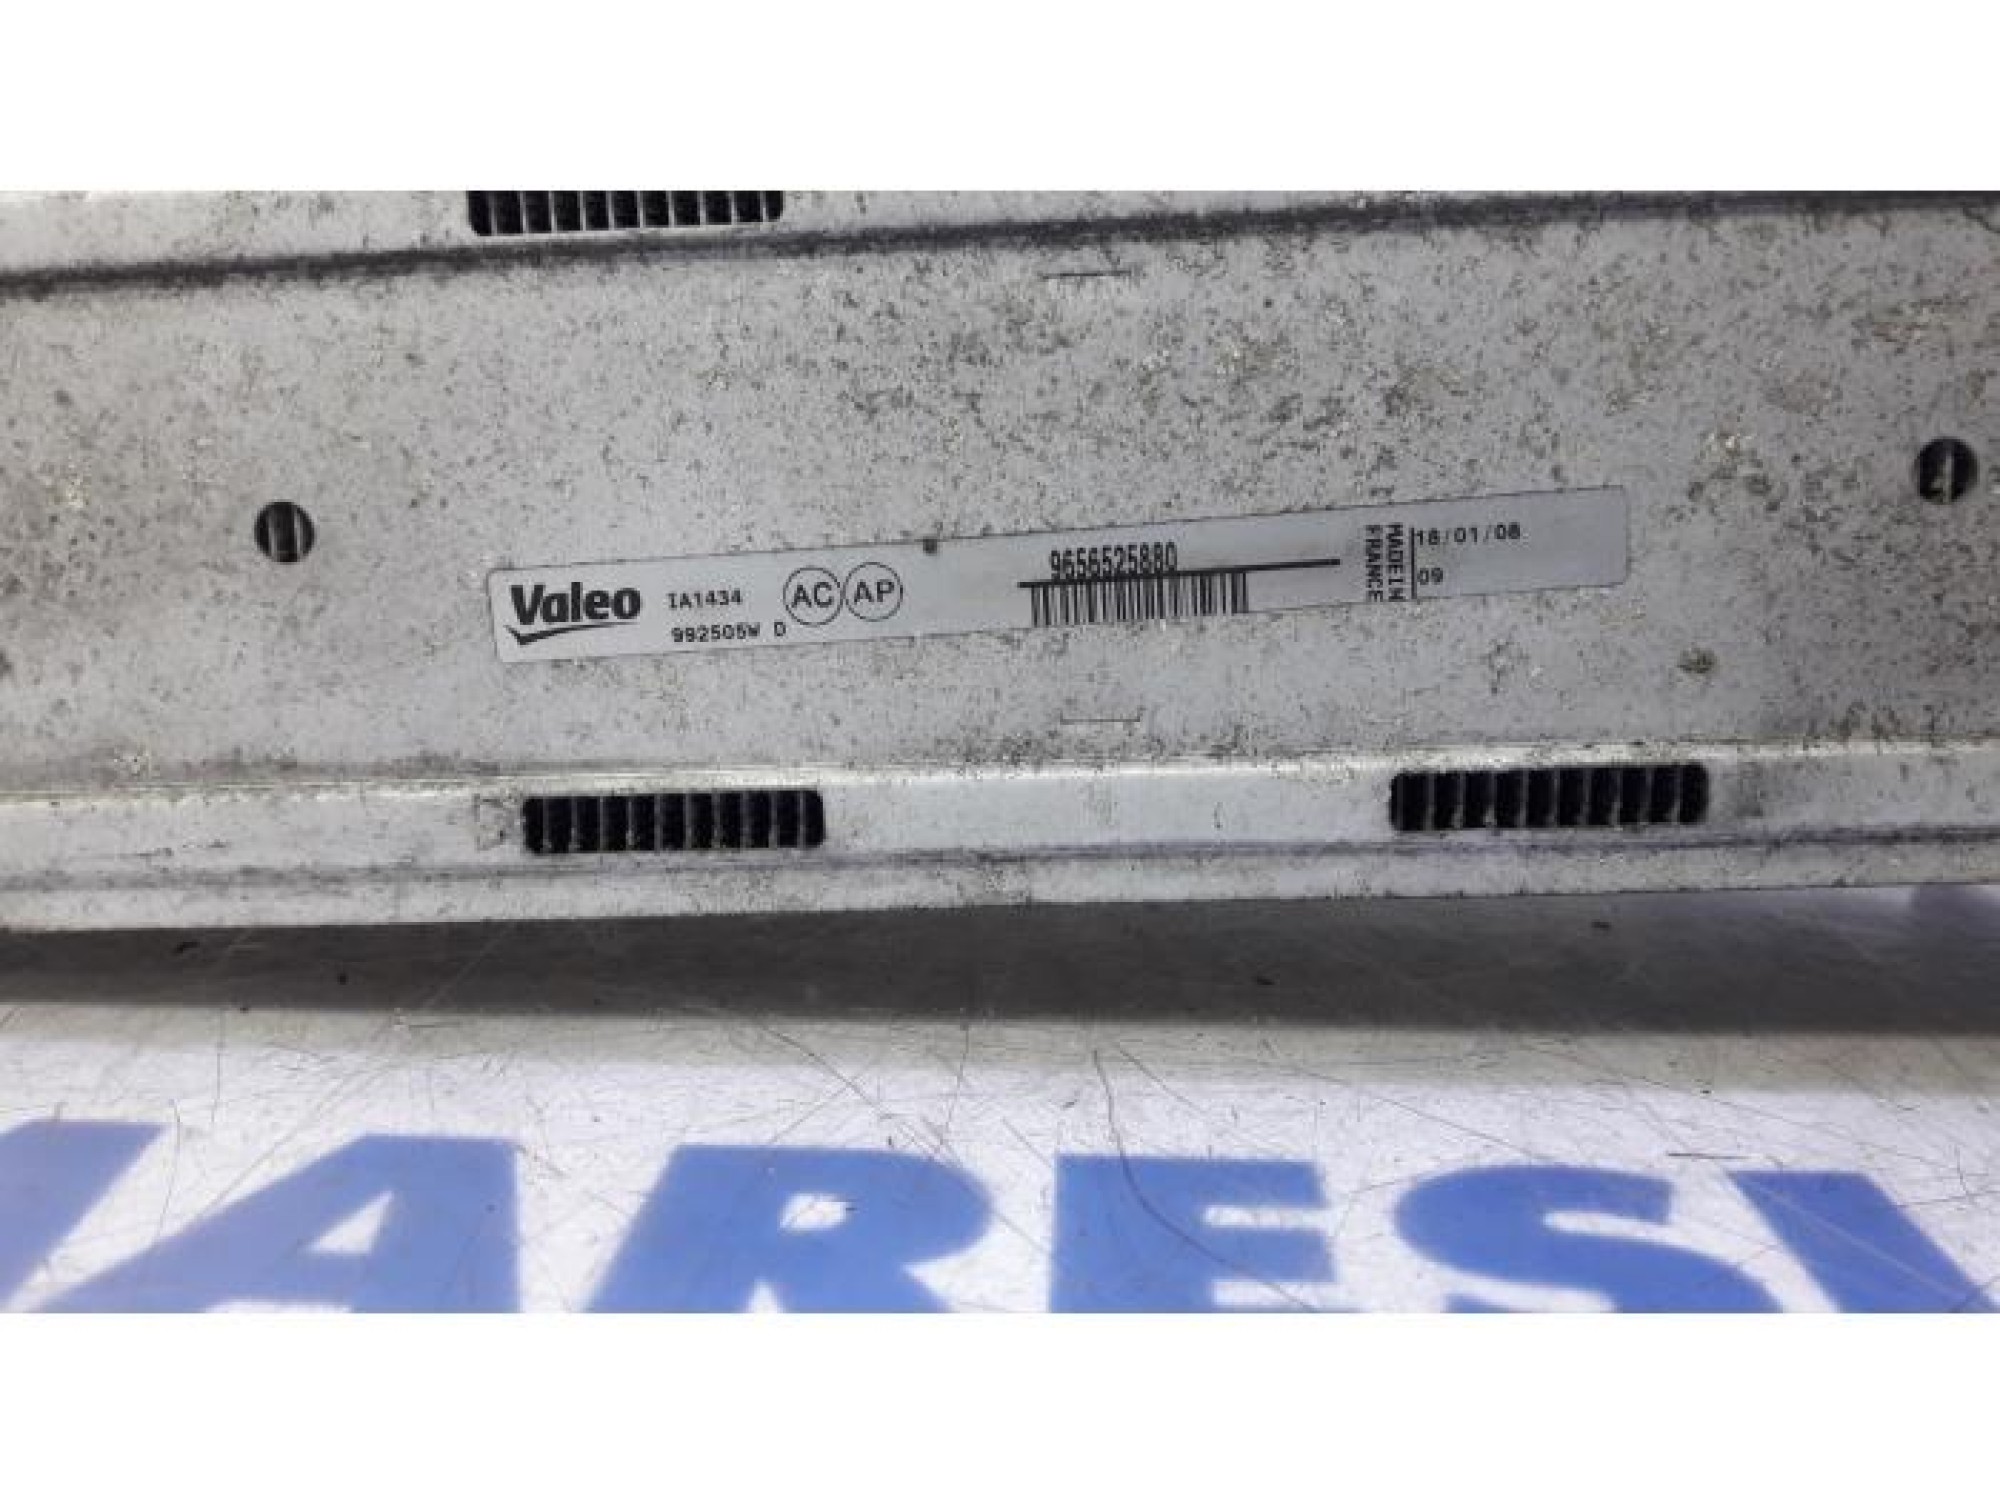 Valeo IA1434 AC AP 9656525880 MADE IN FRANCE 18/01/08
992505W D 09
ARES